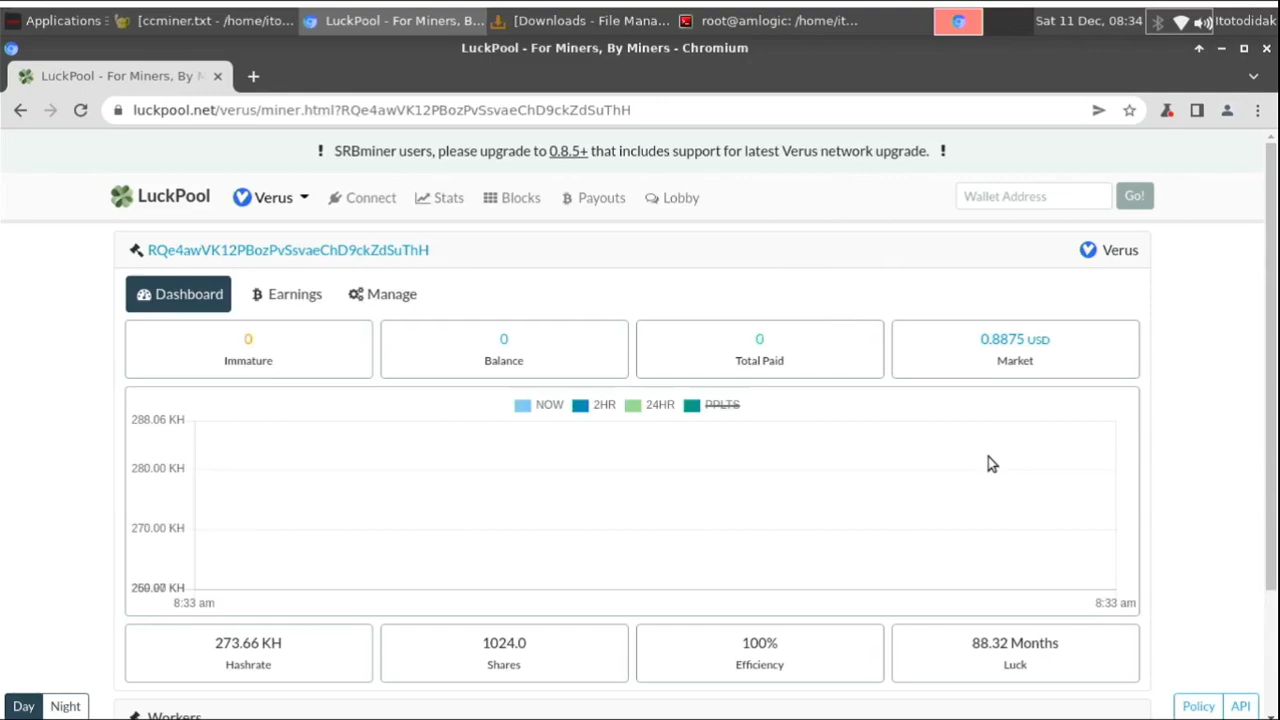 Applications
[ccminer.txt - /home/ito...
LuckPool - For Miners, B...
[Downloads - File Mana...
root@amlogic: /home/it...
Sat 11 Dec, 08:34
Itotodidak
LuckPool - For Miners, By Miners - Chromium
LuckPool - For Miners, By M
luckpool.net/verus/miner.html?RQe4awVK12PBozPvSsvaeChD9ckZdSuThH
! SRBminer users, please upgrade to 0.8.5+ that includes support for latest Verus network upgrade. !
LuckPool
Verus
Connect
Stats
Blocks
Payouts
Lobby
Wallet Address
Go!
RQe4awVK12PBozPvSsvaeChD9ckZdSuThH
Verus
Dashboard
Earnings
Manage
0
Immature
0
Balance
0
Total Paid
0.8875 USD
Market
NOW
2HR
24HR
PPLTS
288.06 KH
280.00 KH
270.00 KH
8:33 am
8:33 am
273.66 KH
Hashrate
1024.0
Shares
100%
Efficiency
88.32 Months
Luck
Day
Night
Workers
Policy
API